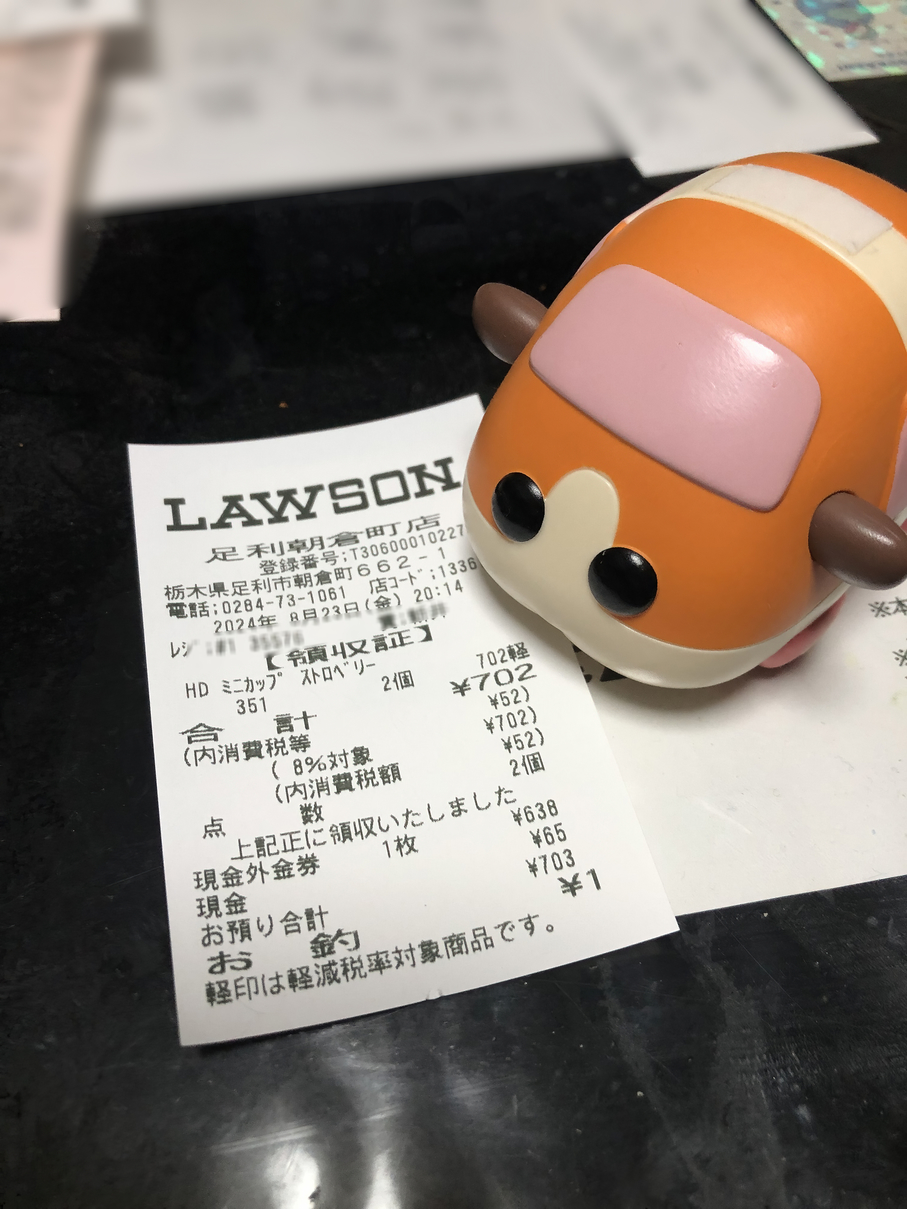 LAWSON
足利朝倉町店
登録番号;T30600010227
栃木県足利市朝倉町662-1
電話;0284-73-1061 店コード;1336
2024年 8月23日(金) 20:14
レジ
【領収証】
HD ミニカップ ストロベリー
351 2個 702軽
合 計 ¥702
(内消費税等 ¥52)
( 8%対象 ¥702)
(内消費税額 ¥52)
点 数 2個
上記正に領収いたしました
現金外金券 1枚 ¥638
現金 ¥65
お預り合計 ¥703
お 釣 ¥1
軽印は軽減税率対象商品です。
※
※